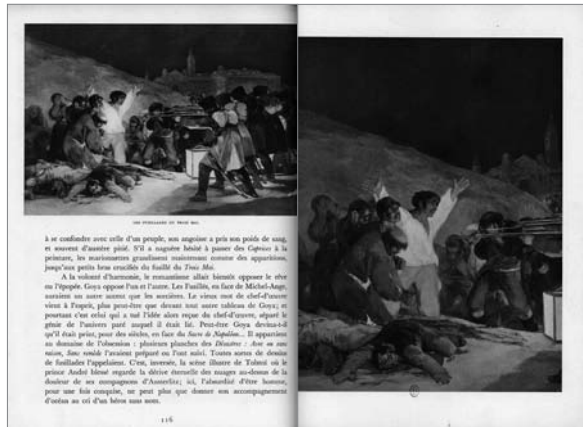 LES FUSILLADES DU TROIS MAI.
à se confondre avec celle d'un peuple, son angoisse a pris son poids de sang,
et souvent d'austère pitié. S'il a naguère hésité à passer des Caprices à la
peinture, les marionnettes grandissent maintenant comme des apparitions,
jusqu'aux petits bras crucifiés du fusillé du Trois Mai.
A la volonté d'harmonie, le romantisme allait bientôt opposer le rêve
ou l'épopée. Goya oppose l'un et l'autre. Les Fusillés, en face de Michel-Ange,
auraient un autre accent que les sorcières. Le vieux mot de chef-d'œuvre
vient à l'esprit, plus peut-être que devant tout autre tableau de Goya; et
pourtant c'est celui qui a tué l'idée alors reçue du chef-d'œuvre, séparé le
génie de l'univers paré auquel il était lié. Peut-être Goya devina-t-il
qu'il était prise, pour des siècles, en face du Sacre de Napoléon... Il appartient
au domaine de l'obsession : plusieurs planches des Désastres : Avec ou sans
raison, Sans remède l'avaient préparé ou l'ont suivi. Toutes sortes de dessins
de fusillades l'appelaient. C'est, inversée, la scène illustre de Tolstoï où le
prince André blessé regarde la dérive éternelle des nuages au-dessus de la
douleur de ses compagnons d'Austerlitz; ici, l'absurdité d'être homme,
pour une fois conquise, ne peut plus que donner son accompagnement
d'océan au cri d'un héros sans nom.
116